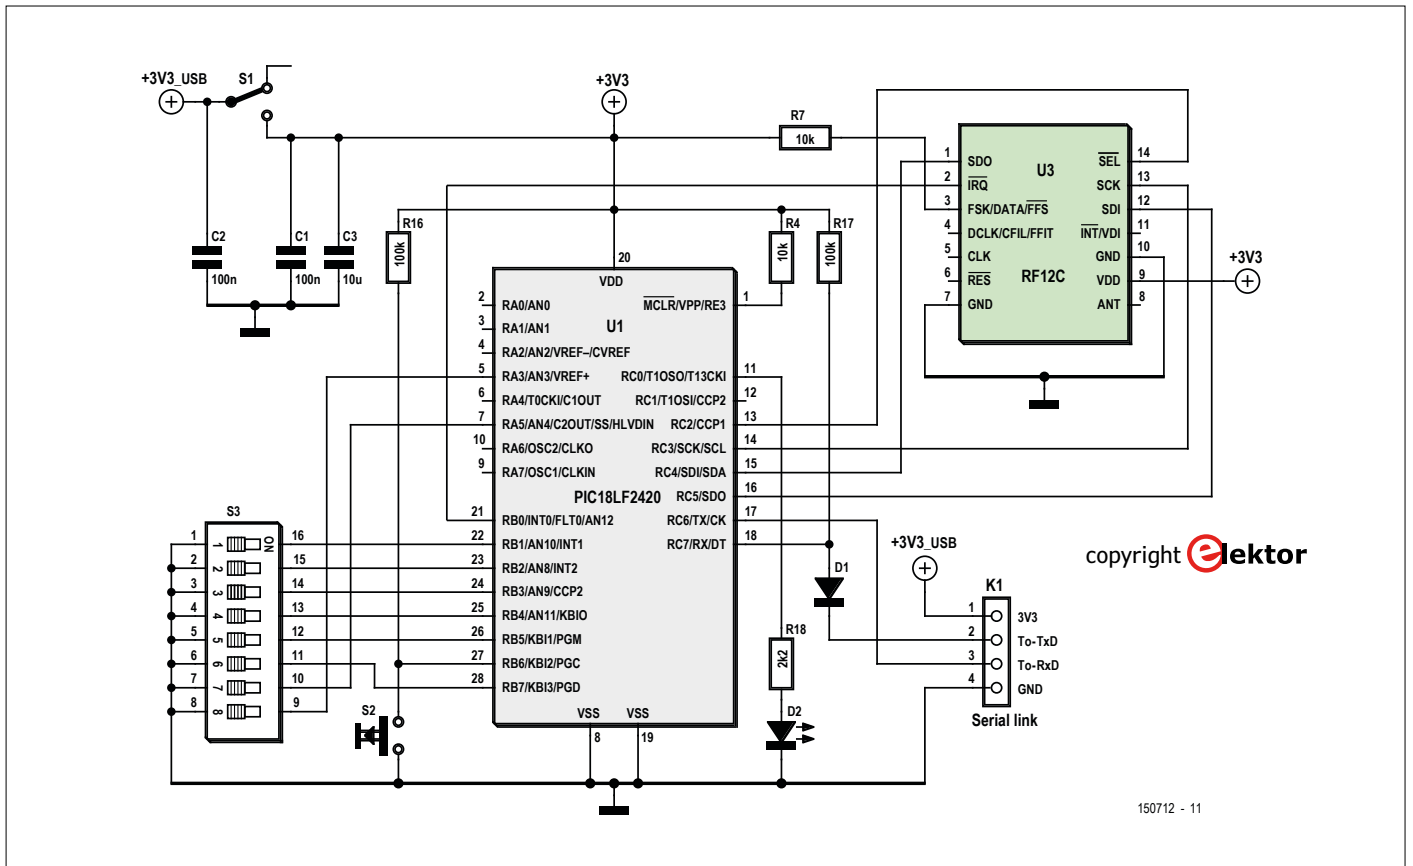 +3V3_USB
S1
+3V3
R7
10k
C2
100n
C1
100n
C3
10u
R16
100k
R4
10k
R17
100k
U3
RF12C
1 SDO
2 IRQ
3 FSK/DATA/FFS
4 DCLK/CFIL/FFIT
5 CLK
6 RES
7 GND
SEL 14
SCK 13
SDI 12
INT/VDI 11
GND 10
VDD 9
ANT 8
+3V3
20
VDD
U1
PIC18LF2420
2 RA0/AN0
3 RA1/AN1
4 RA2/AN2/VREF–/CVREF
5 RA3/AN3/VREF+
6 RA4/T0CKI/C1OUT
7 RA5/AN4/C2OUT/SS/HLVDIN
10 RA6/OSC2/CLKO
9 RA7/OSC1/CLKIN
21 RB0/INT0/FLT0/AN12
22 RB1/AN10/INT1
23 RB2/AN8/INT2
24 RB3/AN9/CCP2
25 RB4/AN11/KBIO
26 RB5/KBI1/PGM
27 RB6/KBI2/PGC
28 RB7/KBI3/PGD
MCLR/VPP/RE3 1
RC0/T1OSO/T13CKI 11
RC1/T1OSI/CCP2 12
RC2/CCP1 13
RC3/SCK/SCL 14
RC4/SDI/SDA 15
RC5/SDO 16
RC6/TX/CK 17
RC7/RX/DT 18
VSS VSS
8 19
S3
ON
1 1 16
2 2 15
3 3 14
4 4 13
5 5 12
6 6 11
7 7 10
8 8 9
S2
D1
R18
2k2
D2
+3V3_USB
K1
1 3V3
2 To-TxD
3 To-RxD
4 GND
Serial link
copyright elektor
150712 - 11